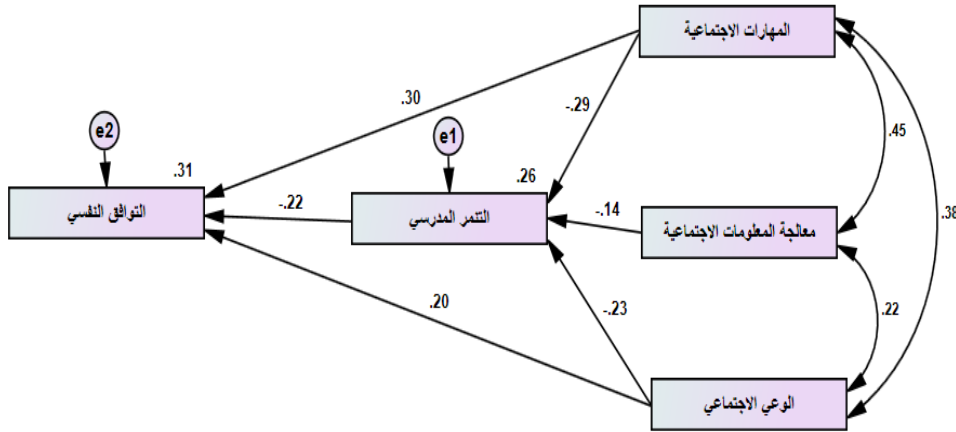 المهارات الاجتماعية
.30
-.29
e2
e1
.45
.31
.26
التوافق النفسي
-.22
التنمر المدرسي
-.14
معالجة المعلومات الاجتماعية
.38
.20
-.23
.22
الوعي الاجتماعي